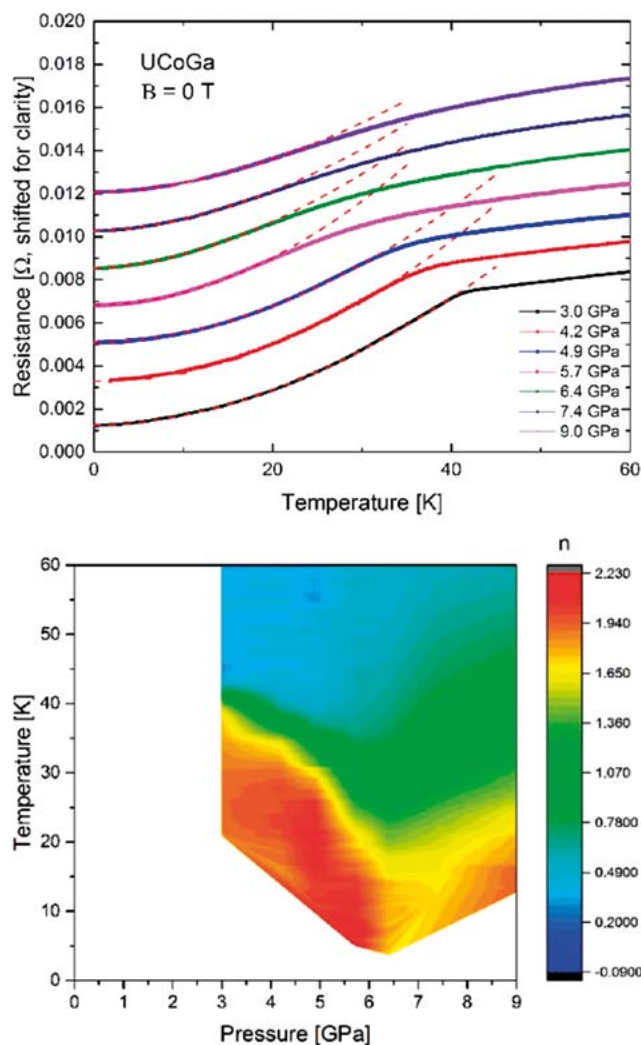 UCoGa
B = 0 T
Resistance [Ω, shifted for clarity]
0.020
0.018
0.016
0.014
0.012
0.010
0.008
0.006
0.004
0.002
0.000
3.0 GPa
4.2 GPa
4.9 GPa
5.7 GPa
6.4 GPa
7.4 GPa
9.0 GPa
0 20 40 60
Temperature [K]
n
Temperature [K]
60
50
40
30
20
10
0
2.230
1.940
1.650
1.360
1.070
0.7800
0.4900
0.2000
-0.0900
0 1 2 3 4 5 6 7 8 9
Pressure [GPa]